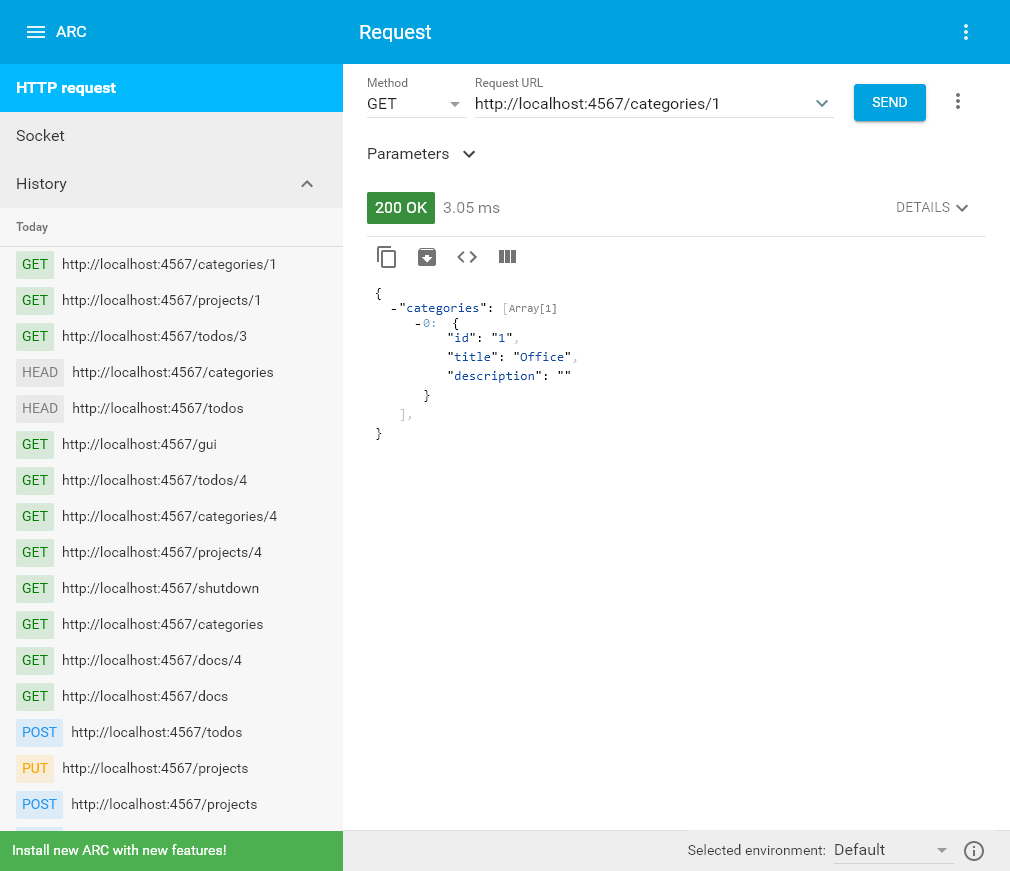 ARC
Request
HTTP request
Socket
History
Today
GET http://localhost:4567/categories/1
GET http://localhost:4567/projects/1
GET http://localhost:4567/todos/3
HEAD http://localhost:4567/categories
HEAD http://localhost:4567/todos
GET http://localhost:4567/gui
GET http://localhost:4567/todos/4
GET http://localhost:4567/categories/4
GET http://localhost:4567/projects/4
GET http://localhost:4567/shutdown
GET http://localhost:4567/categories
GET http://localhost:4567/docs/4
GET http://localhost:4567/docs
POST http://localhost:4567/todos
PUT http://localhost:4567/projects
POST http://localhost:4567/projects
Install new ARC with new features!
Method Request URL
GET http://localhost:4567/categories/1 SEND
Parameters
200 OK 3.05 ms DETAILS
{
-"categories": [Array[1]
-0: {
"id": "1",
"title": "Office",
"description": ""
}
],
}
Selected environment: Default